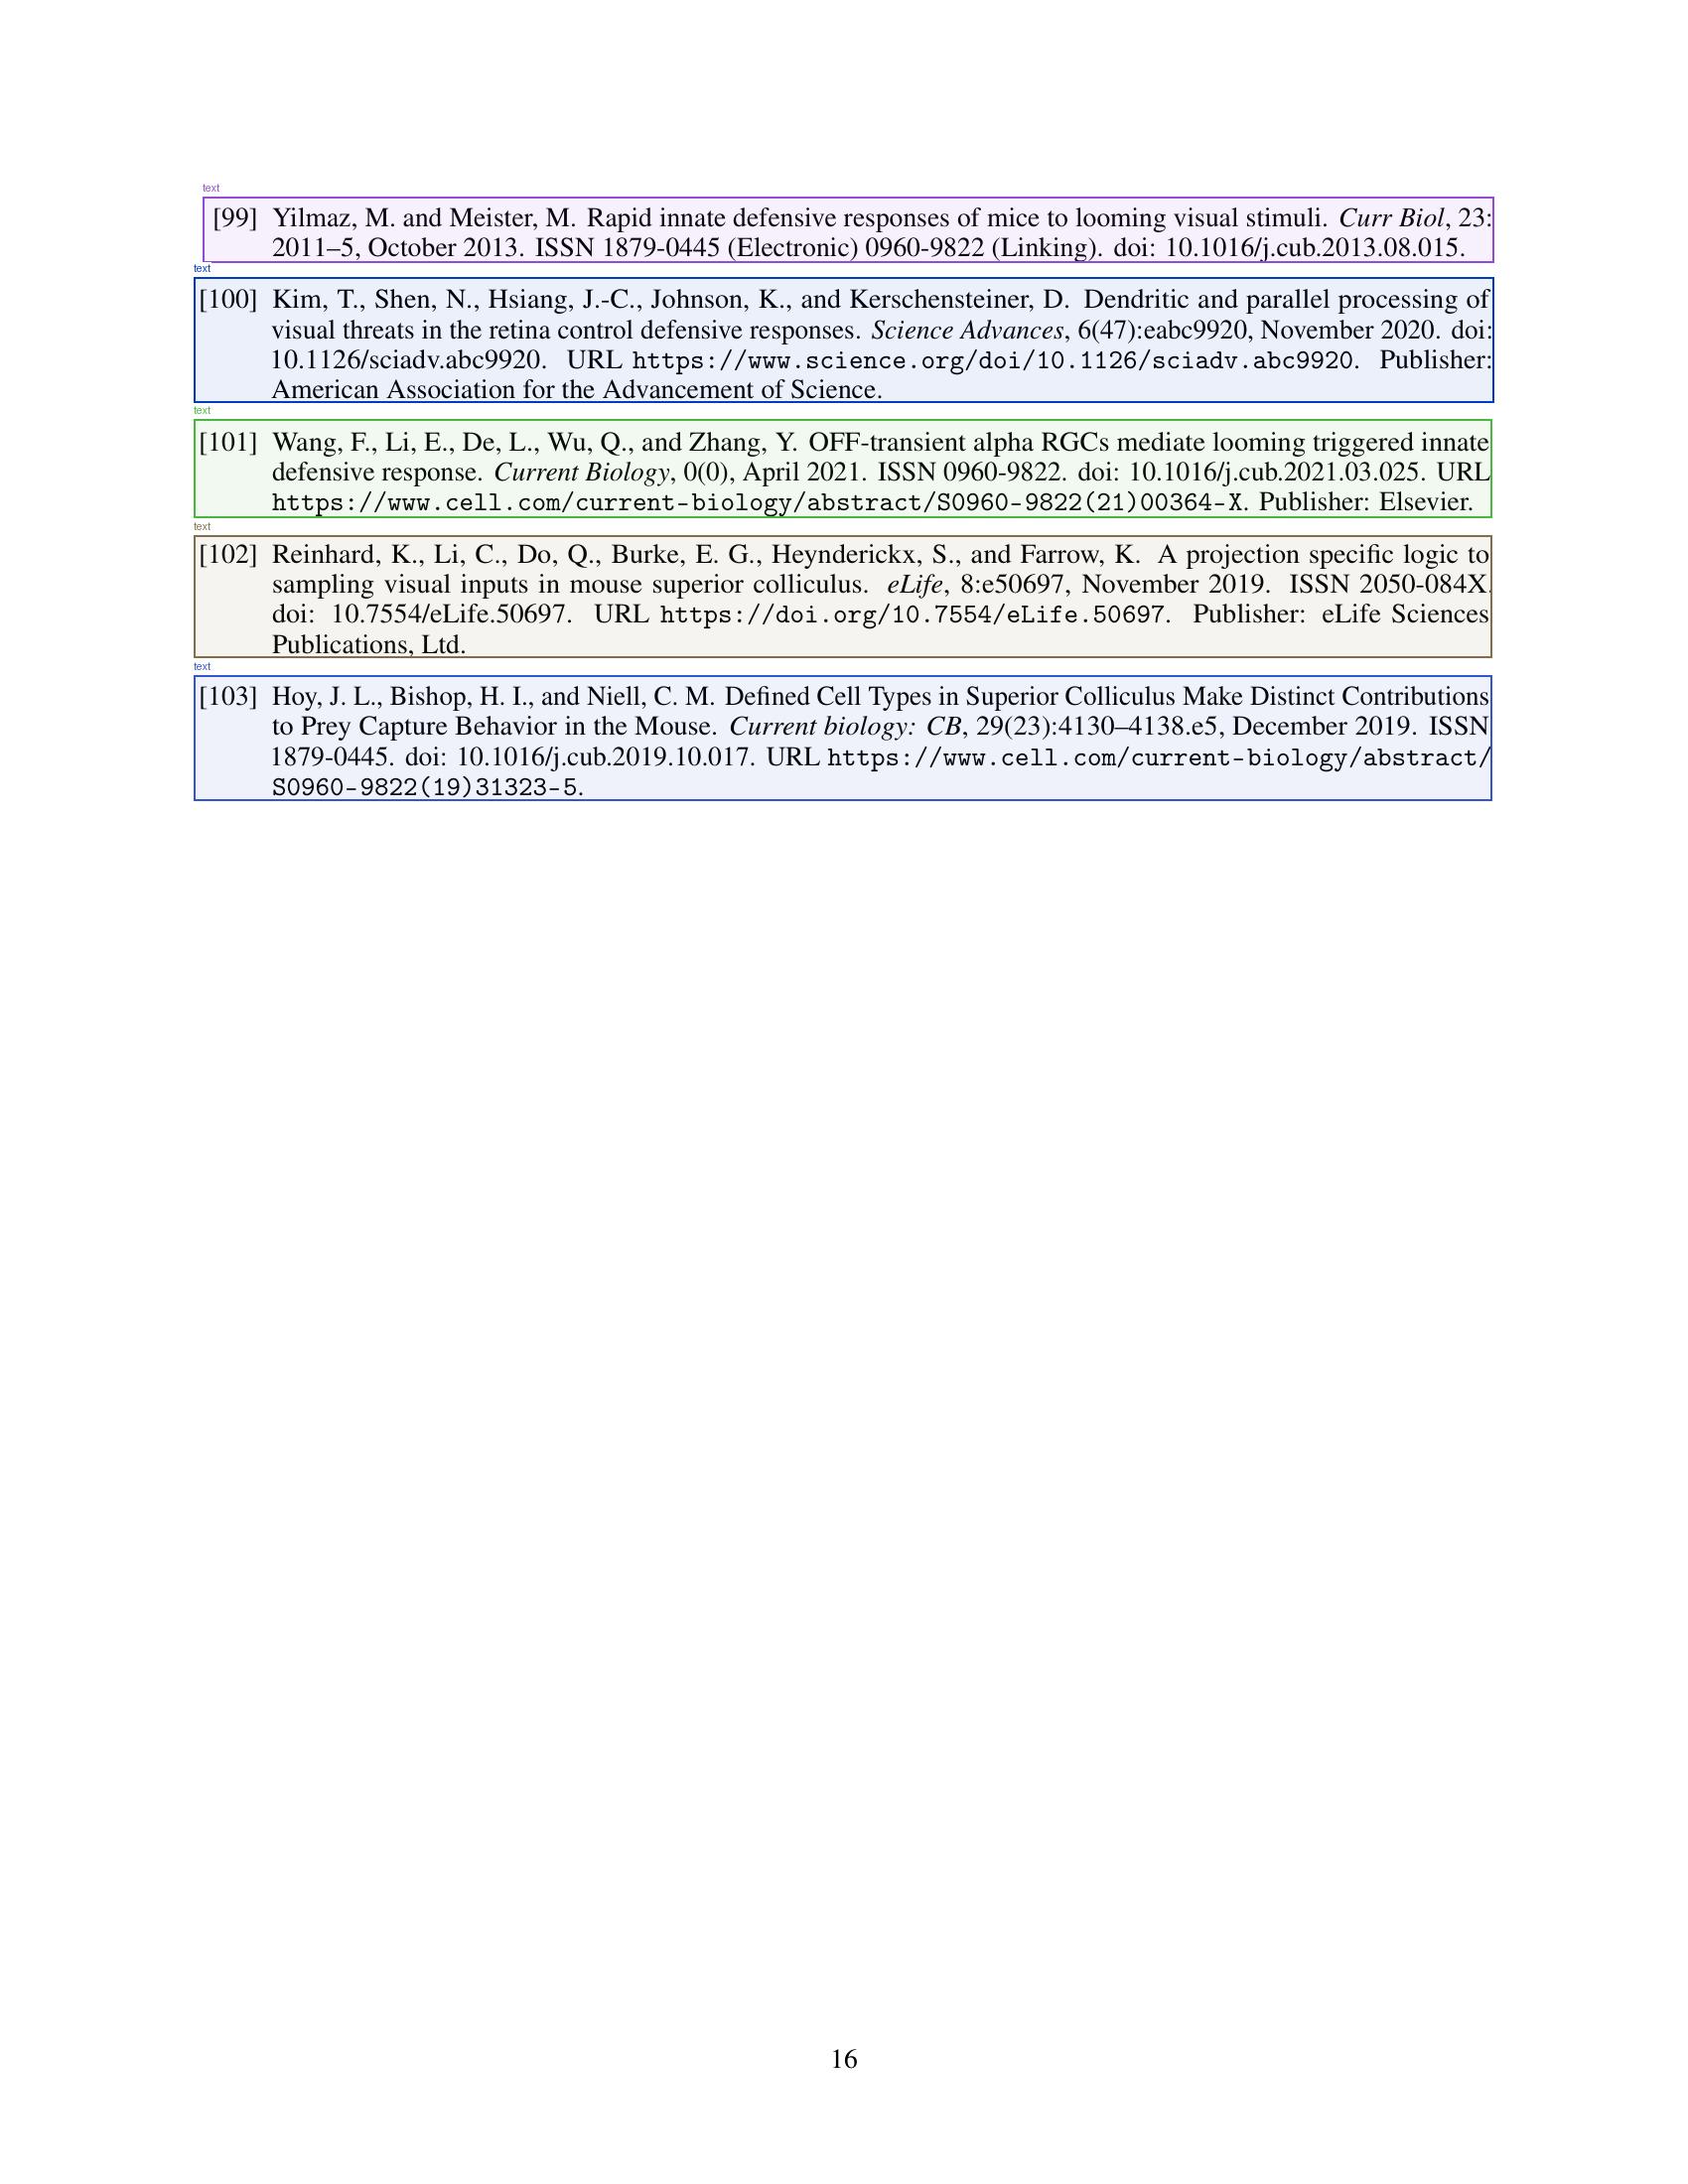 text
[99] Yilmaz, M. and Meister, M. Rapid innate defensive responses of mice to looming visual stimuli. Curr Biol, 23:
2011–5, October 2013. ISSN 1879-0445 (Electronic) 0960-9822 (Linking). doi: 10.1016/j.cub.2013.08.015.
text
[100] Kim, T., Shen, N., Hsiang, J.-C., Johnson, K., and Kerschensteiner, D. Dendritic and parallel processing of
visual threats in the retina control defensive responses. Science Advances, 6(47):eabc9920, November 2020. doi:
10.1126/sciadv.abc9920. URL https://www.science.org/doi/10.1126/sciadv.abc9920. Publisher:
American Association for the Advancement of Science.
text
[101] Wang, F., Li, E., De, L., Wu, Q., and Zhang, Y. OFF-transient alpha RGCs mediate looming triggered innate
defensive response. Current Biology, 0(0), April 2021. ISSN 0960-9822. doi: 10.1016/j.cub.2021.03.025. URL
https://www.cell.com/current-biology/abstract/S0960-9822(21)00364-X. Publisher: Elsevier.
text
[102] Reinhard, K., Li, C., Do, Q., Burke, E. G., Heynderickx, S., and Farrow, K. A projection specific logic to
sampling visual inputs in mouse superior colliculus. eLife, 8:e50697, November 2019. ISSN 2050-084X.
doi: 10.7554/eLife.50697. URL https://doi.org/10.7554/eLife.50697. Publisher: eLife Sciences
Publications, Ltd.
text
[103] Hoy, J. L., Bishop, H. I., and Niell, C. M. Defined Cell Types in Superior Colliculus Make Distinct Contributions
to Prey Capture Behavior in the Mouse. Current biology: CB, 29(23):4130–4138.e5, December 2019. ISSN
1879-0445. doi: 10.1016/j.cub.2019.10.017. URL https://www.cell.com/current-biology/abstract/
S0960-9822(19)31323-5.
16